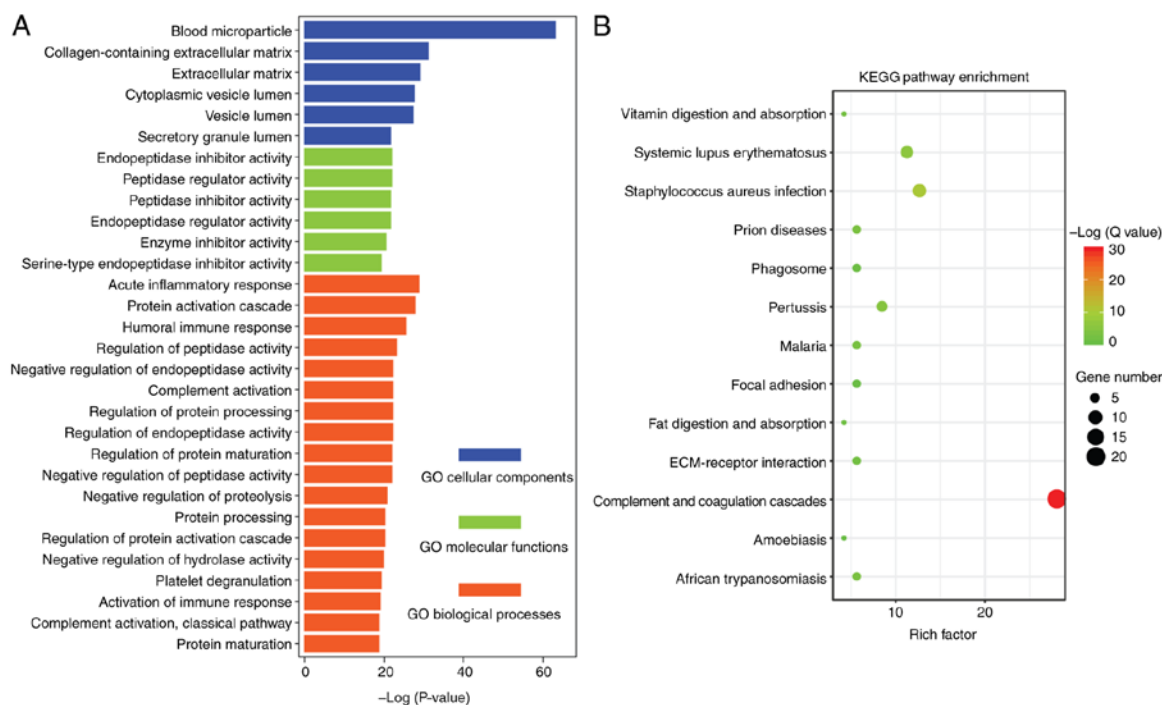 A
Blood microparticle
Collagen-containing extracellular matrix
Extracellular matrix
Cytoplasmic vesicle lumen
Vesicle lumen
Secretory granule lumen
Endopeptidase inhibitor activity
Peptidase regulator activity
Peptidase inhibitor activity
Endopeptidase regulator activity
Enzyme inhibitor activity
Serine-type endopeptidase inhibitor activity
Acute inflammatory response
Protein activation cascade
Humoral immune response
Regulation of peptidase activity
Negative regulation of endopeptidase activity
Complement activation
Regulation of protein processing
Regulation of endopeptidase activity
Regulation of protein maturation
Negative regulation of peptidase activity
Negative regulation of proteolysis
Protein processing
Regulation of protein activation cascade
Negative regulation of hydrolase activity
Platelet degranulation
Activation of immune response
Complement activation, classical pathway
Protein maturation
GO cellular components
GO molecular functions
GO biological processes
0 20 40 60
−Log (P-value)
B
KEGG pathway enrichment
Vitamin digestion and absorption
Systemic lupus erythematosus
Staphylococcus aureus infection
Prion diseases
Phagosome
Pertussis
Malaria
Focal adhesion
Fat digestion and absorption
ECM-receptor interaction
Complement and coagulation cascades
Amoebiasis
African trypanosomiasis
10 20
Rich factor
−Log (Q value)
30
20
10
0
Gene number
5
10
15
20